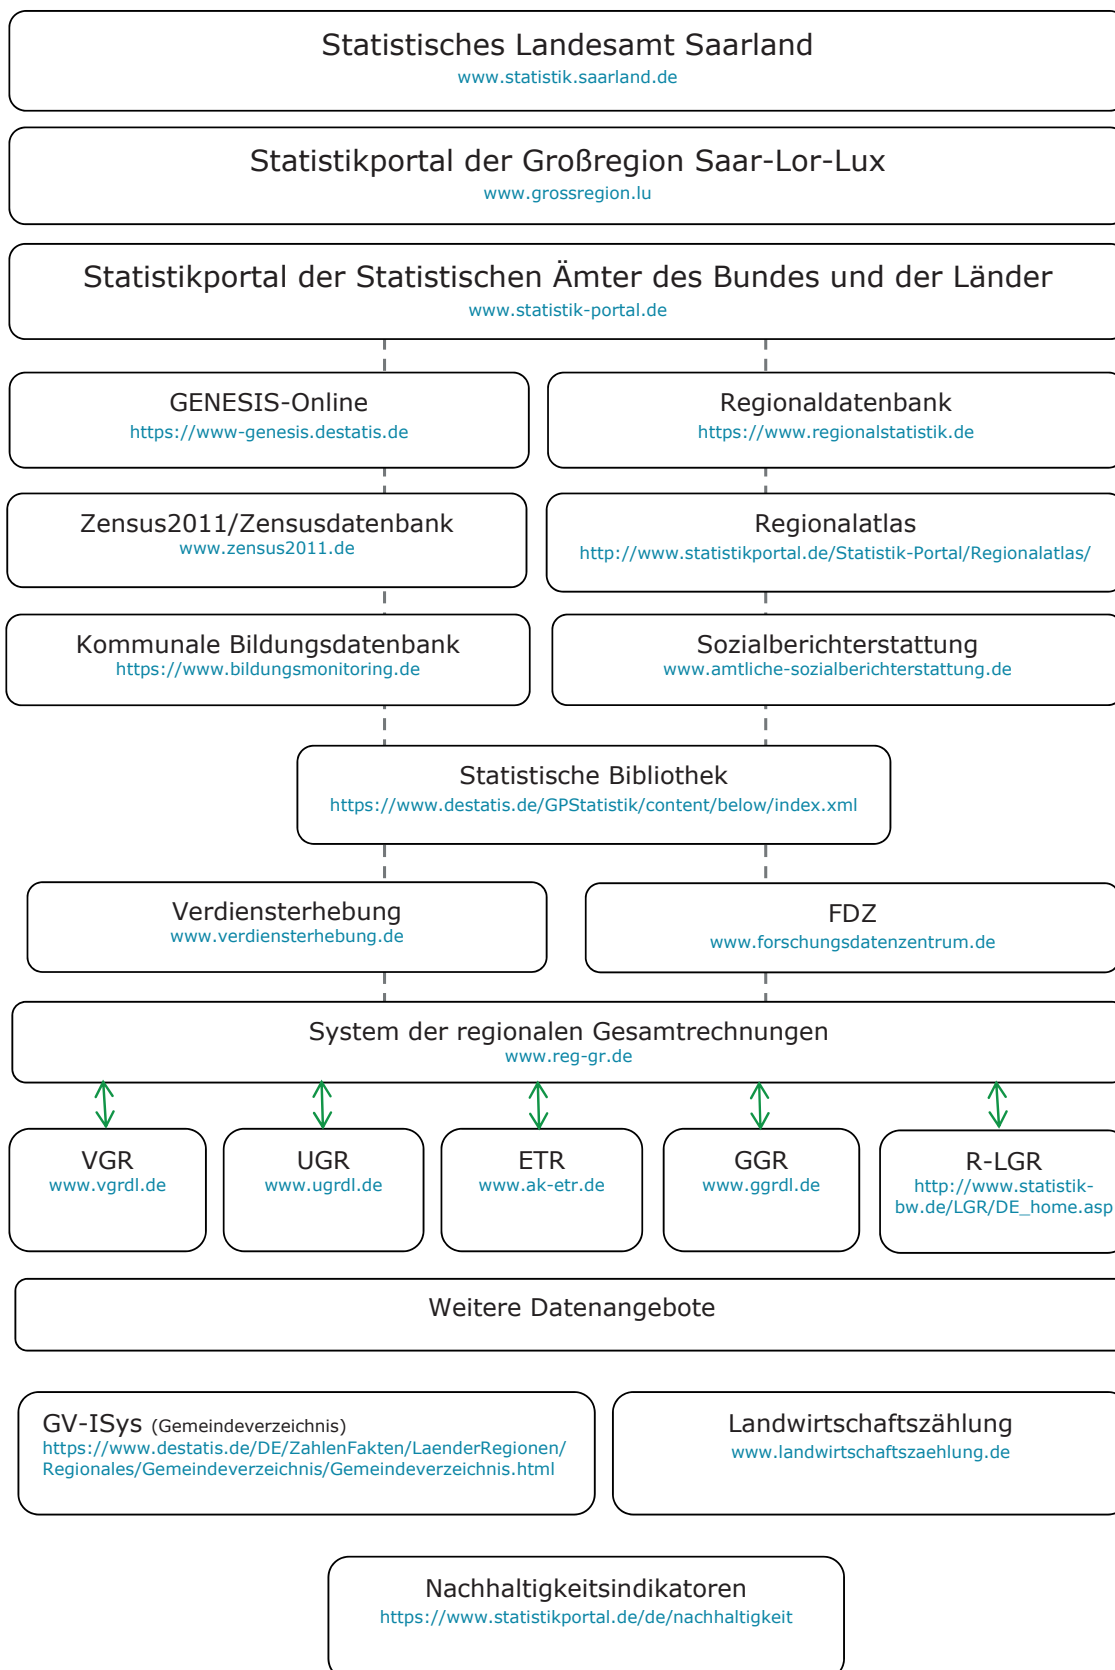 Statistisches Landesamt Saarland
www.statistik.saarland.de
Statistikportal der Großregion Saar-Lor-Lux
www.grossregion.lu
Statistikportal der Statistischen Ämter des Bundes und der Länder
www.statistik-portal.de
GENESIS-Online
https://www-genesis.destatis.de
Regionaldatenbank
https://www.regionalstatistik.de
Zensus2011/Zensusdatenbank
www.zensus2011.de
Regionalatlas
http://www.statistikportal.de/Statistik-Portal/Regionalatlas/
Kommunale Bildungsdatenbank
https://www.bildungsmonitoring.de
Sozialberichterstattung
www.amtliche-sozialberichterstattung.de
Statistische Bibliothek
https://www.destatis.de/GPStatistik/content/below/index.xml
Verdiensterhebung
www.verdiensterhebung.de
FDZ
www.forschungsdatenzentrum.de
System der regionalen Gesamtrechnungen
www.reg-gr.de
VGR
www.vgrdl.de
UGR
www.ugrdl.de
ETR
www.ak-etr.de
GGR
www.ggrdl.de
R-LGR
http://www.statistik-
bw.de/LGR/DE_home.asp
Weitere Datenangebote
GV-ISys (Gemeindeverzeichnis)
https://www.destatis.de/DE/ZahlenFakten/LaenderRegionen/
Regionales/Gemeindeverzeichnis/Gemeindeverzeichnis.html
Landwirtschaftszählung
www.landwirtschaftszaehlung.de
Nachhaltigkeitsindikatoren
https://www.statistikportal.de/de/nachhaltigkeit